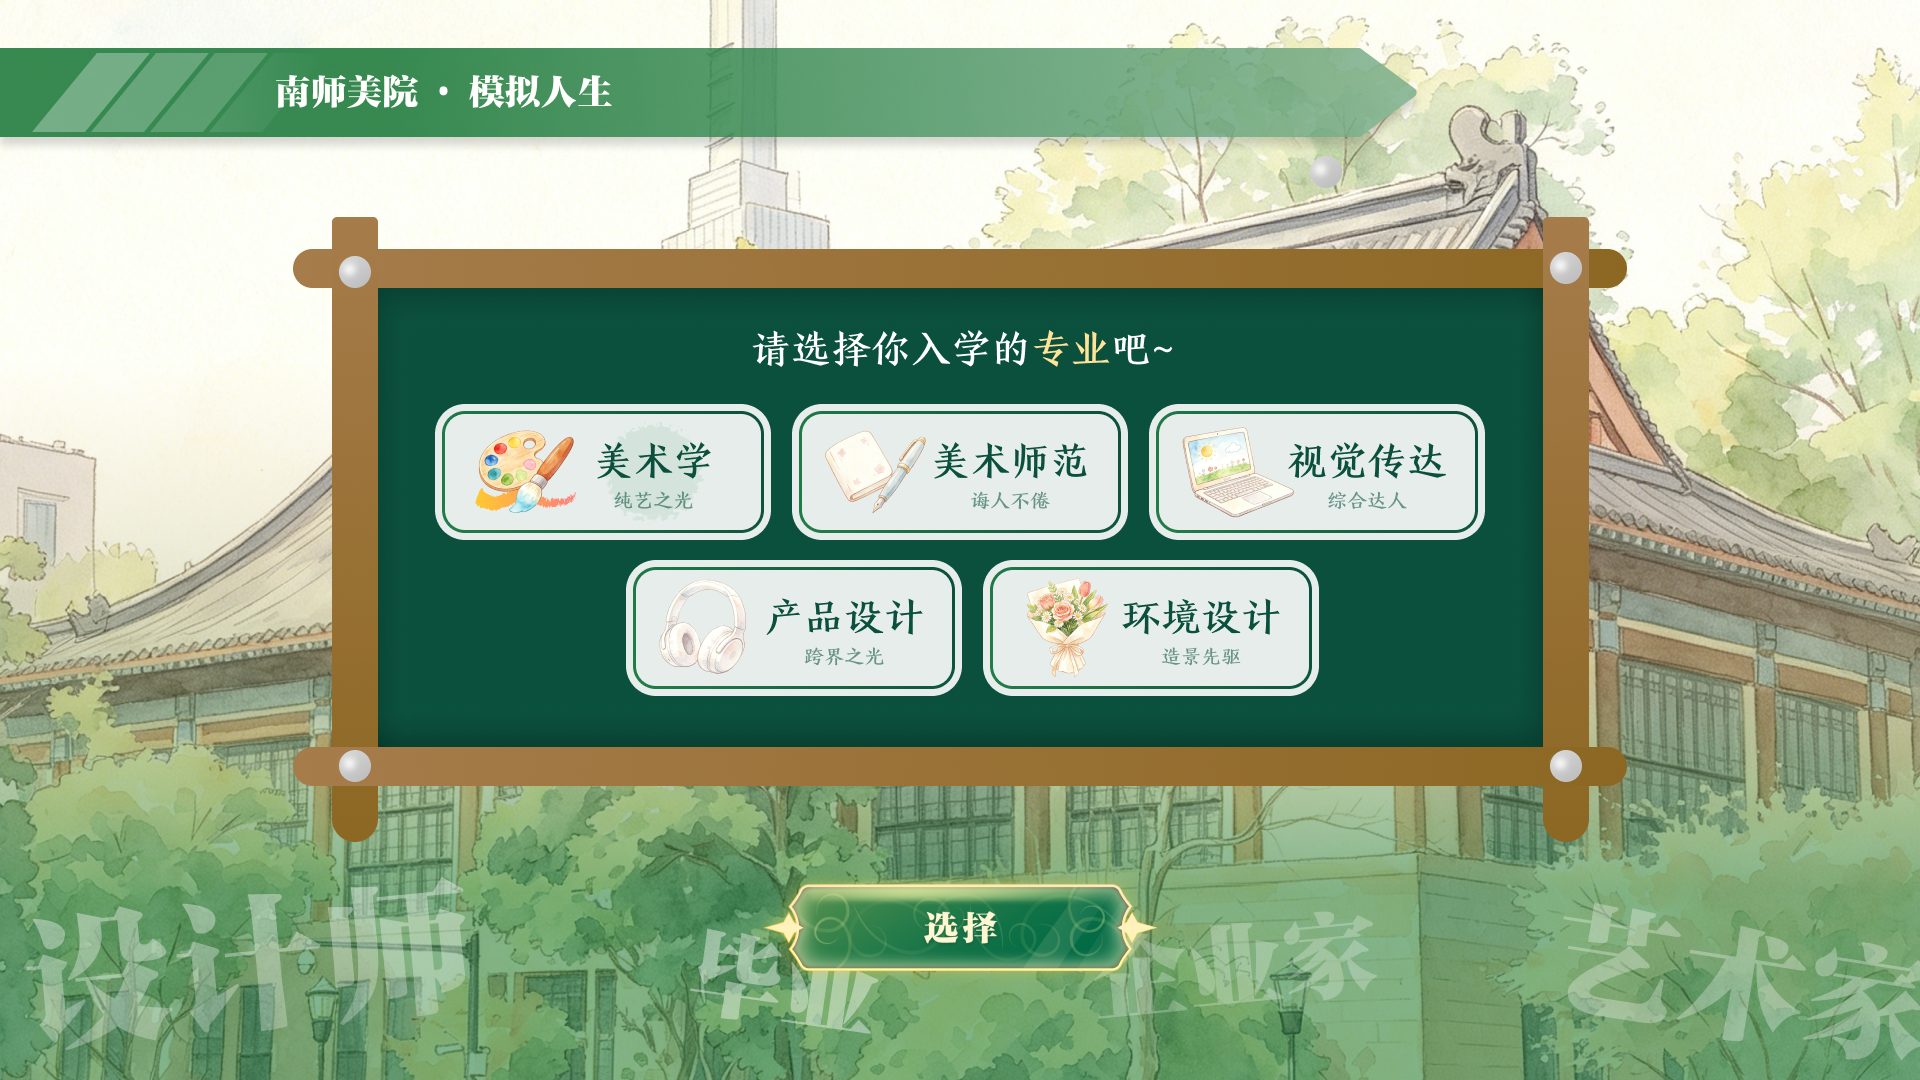 南师美院 · 模拟人生
请选择你入学的专业吧~
美术学
纯艺之光
美术师范
诲人不倦
视觉传达
综合达人
产品设计
跨界之光
环境设计
造景先驱
选择
设计师
毕业
企业家
艺术家